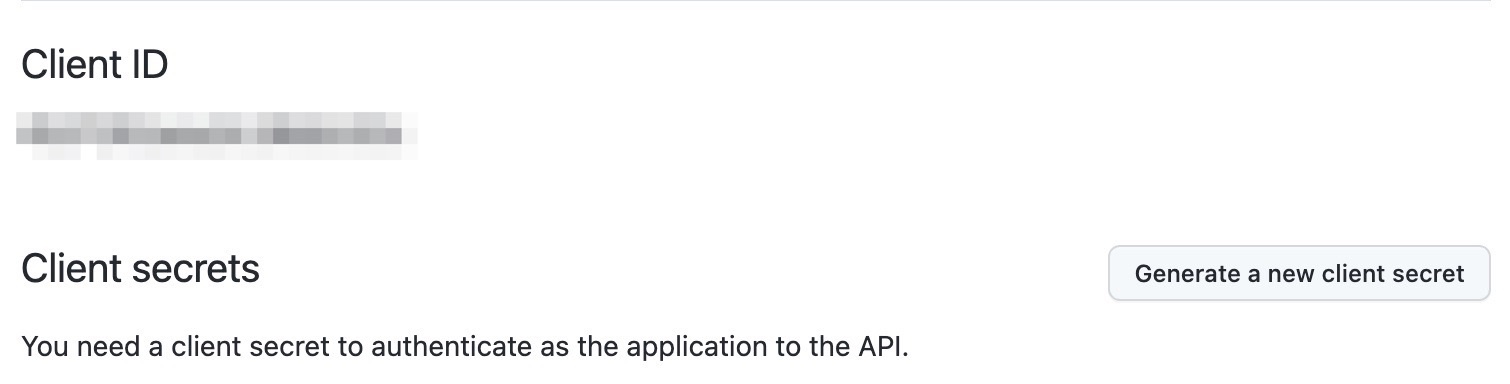 Client ID
Client secrets
Generate a new client secret
You need a client secret to authenticate as the application to the API.